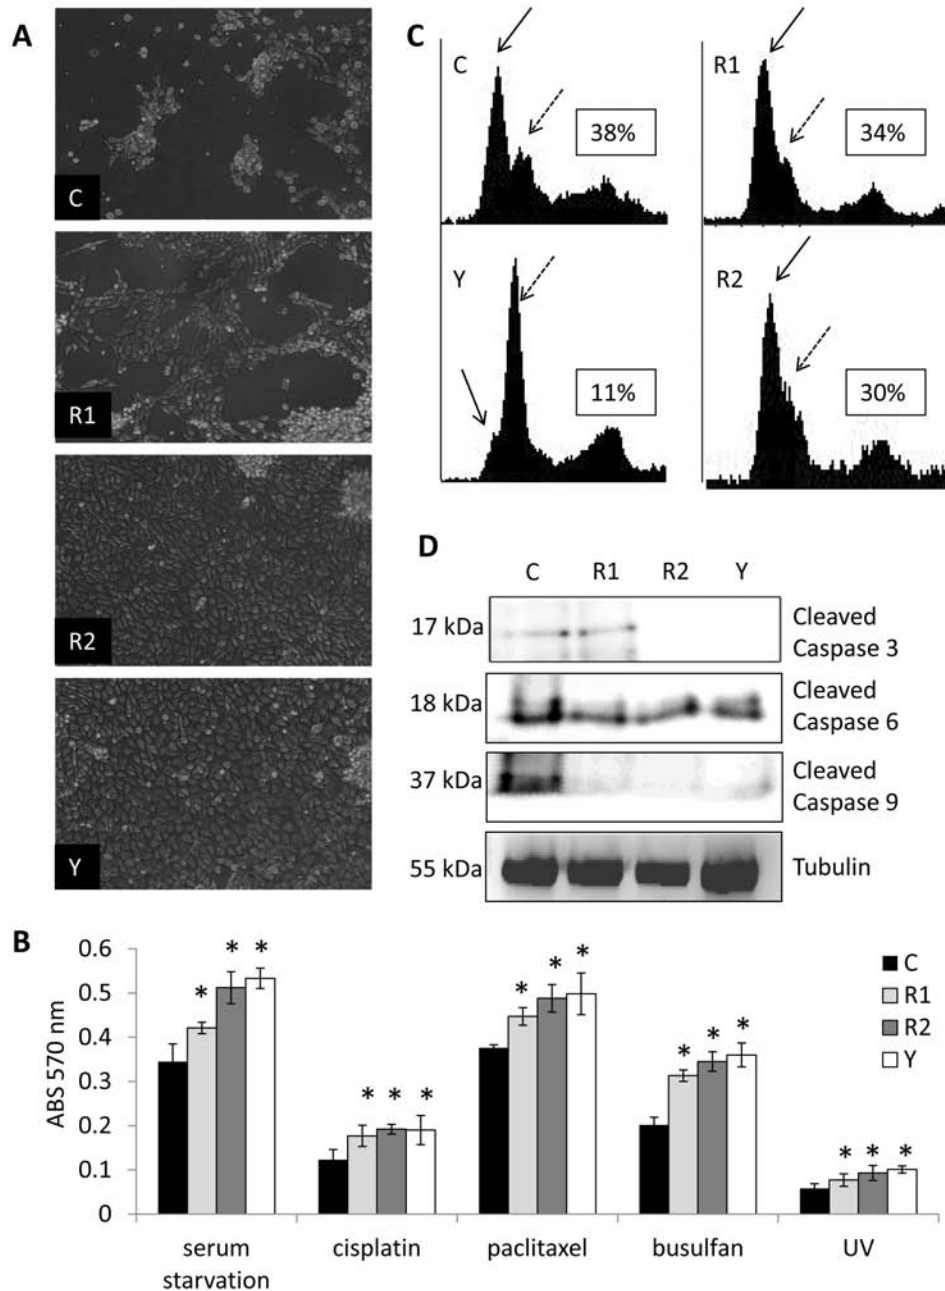 A
C
R1
R2
Y
C
C
38%
R1
34%
Y
11%
R2
30%
D
C R1 R2 Y
17 kDa
Cleaved
Caspase 3
18 kDa
Cleaved
Caspase 6
37 kDa
Cleaved
Caspase 9
55 kDa
Tubulin
B
ABS 570 nm
0.6
0.5
0.4
0.3
0.2
0.1
0
* * *
* * *
* * *
* * *
* * *
C
R1
R2
Y
serum
starvation
cisplatin
paclitaxel
busulfan
UV